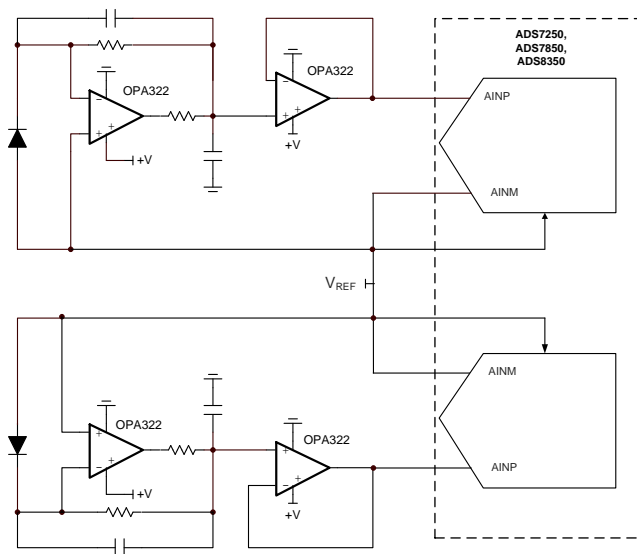 ADS7250,
ADS7850,
ADS8350
OPA322
OPA322
AINP
+V
+V
AINM
VREF
AINM
OPA322
OPA322
AINP
+V
+V